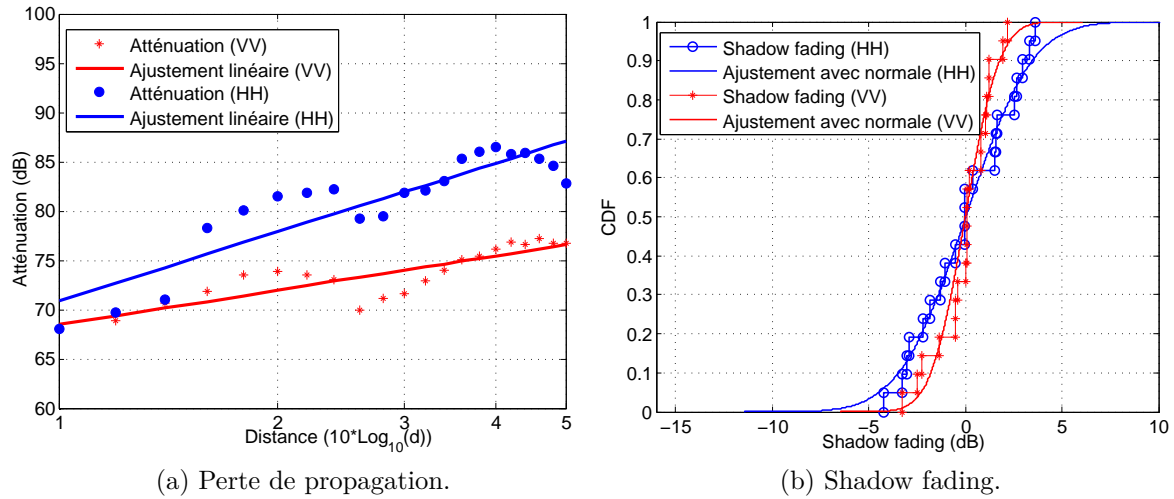 100
95
90
85
80
75
70
65
60
Atténuation (dB)
Atténuation (VV)
Ajustement linéaire (VV)
Atténuation (HH)
Ajustement linéaire (HH)
1
2
3
4
5
Distance (10*Log10(d))
(a) Perte de propagation.
1
0.9
0.8
0.7
0.6
0.5
0.4
0.3
0.2
0.1
0
CDF
Shadow fading (HH)
Ajustement avec normale (HH)
Shadow fading (VV)
Ajustement avec normale (VV)
−15
−10
−5
0
5
10
Shadow fading (dB)
(b) Shadow fading.